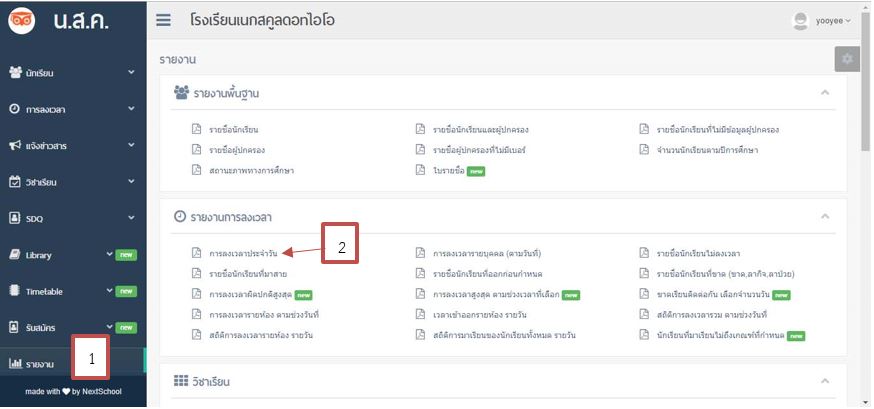 น.ส.ค.
โรงเรียนเนกสคูลดอทไอโอ
yooyee
นักเรียน
การลงเวลา
แจ้งข่าวสาร
วิชาเรียน
SDQ
Library new
Timetable new
รับสมัคร new
รายงาน
1
made with by NextSchool
รายงาน
รายงานพื้นฐาน
รายชื่อนักเรียน รายชื่อนักเรียนและผู้ปกครอง รายชื่อนักเรียนที่ไม่มีข้อมูลผู้ปกครอง
รายชื่อผู้ปกครอง รายชื่อผู้ปกครองที่ไม่มีเบอร์ จำนวนนักเรียนตามปีการศึกษา
สถานะภาพทางการศึกษา ใบรายชื่อ new
รายงานการลงเวลา
2
การลงเวลาประจำวัน การลงเวลารายบุคคล (ตามวันที่) รายชื่อนักเรียนไม่ลงเวลา
รายชื่อนักเรียนที่มาสาย รายชื่อนักเรียนที่ออกก่อนกำหนด รายชื่อนักเรียนที่ขาด (ขาด,ลากิจ,ลาป่วย)
การลงเวลาผิดปกติสูงสุด new การลงเวลาสูงสุด ตามช่วงเวลาที่เลือก new ขาดเรียนติดต่อกัน เลือกจำนวนวัน new
การลงเวลารายห้อง ตามช่วงวันที่ เวลาเข้าออกรายห้อง รายวัน สถิติการลงเวลารวม ตามช่วงวันที่
สถิติการลงเวลารายห้อง รายวัน สถิติการมาเรียนของนักเรียนทั้งหมด รายวัน นักเรียนที่มาเรียนไม่ถึงเกณฑ์ที่กำหนด new
วิชาเรียน